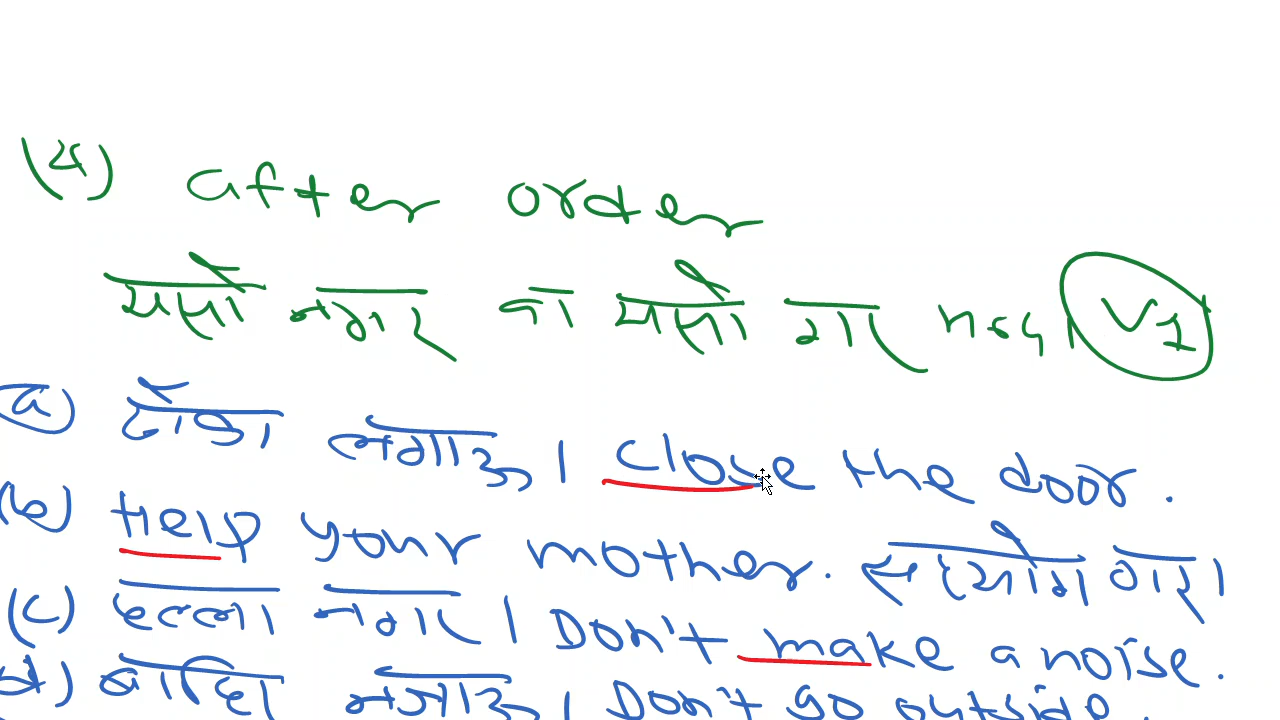 (4) after order
यसो नगर वा यसो गर V1
(a) ढोका लगाऊ। Close the door.
(b) Help your mother. सहयोग गर।
(c) हल्ला नगर। Don't make a noise.
(d) बाहिर नजाऊ। Don't go outside.